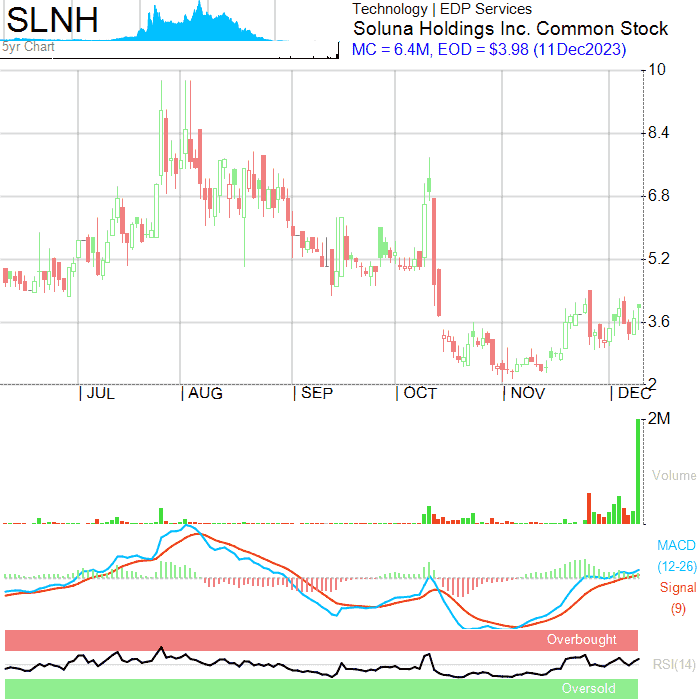 SLNH
5yr Chart
Technology | EDP Services
Soluna Holdings Inc. Common Stock
MC = 6.4M, EOD = $3.98 (11Dec2023)
10
8.4
6.8
5.2
3.6
2
JUL AUG SEP OCT NOV DEC
2M
Volume
MACD
(12-26)
Signal
(9)
Overbought
RSI(14)
Oversold